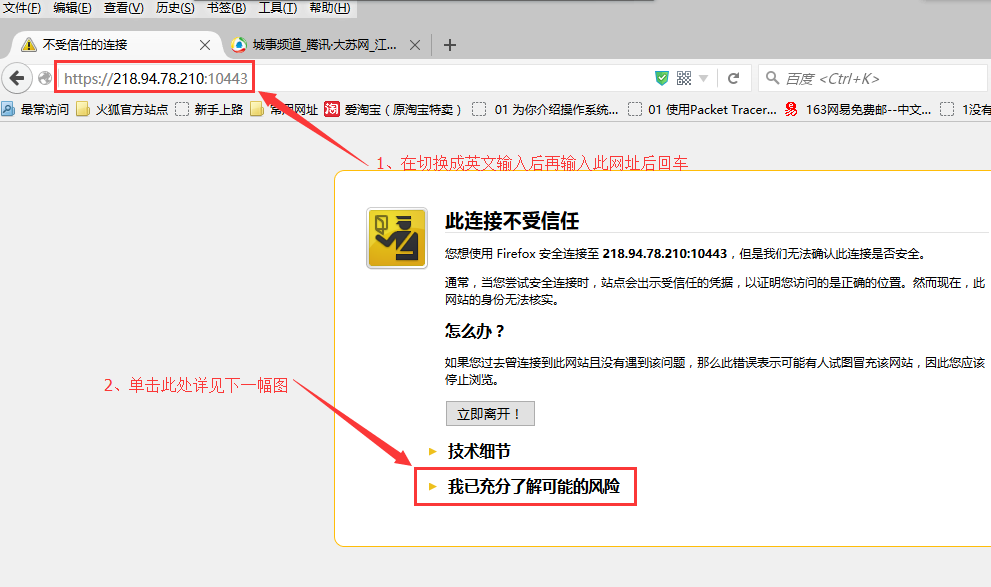 文件(F) 编辑(E) 查看(V) 历史(S) 书签(B) 工具(T) 帮助(H)
不受信任的连接
城事频道_腾讯·大苏网_江...
https://218.94.78.210:10443
百度 <Ctrl+K>
最常访问 火狐官方站点 新手上路 常用网址 淘 爱淘宝（原淘宝特卖） 01 为你介绍操作系统... 01 使用Packet Tracer... 163网易免费邮--中文... 1没有
1、在切换成英文输入后再输入此网址后回车
此连接不受信任
您想使用 Firefox 安全连接至 218.94.78.210:10443，但是我们无法确认此连接是否安全。
通常，当您尝试安全连接时，站点会出示受信任的凭据，以证明您访问的是正确的位置。然而现在，此
网站的身份无法核实。
怎么办？
如果您过去曾连接到此网站且没有遇到该问题，那么此错误表示可能有人试图冒充该网站，因此您应该
停止浏览。
2、单击此处详见下一幅图
立即离开！
技术细节
我已充分了解可能的风险